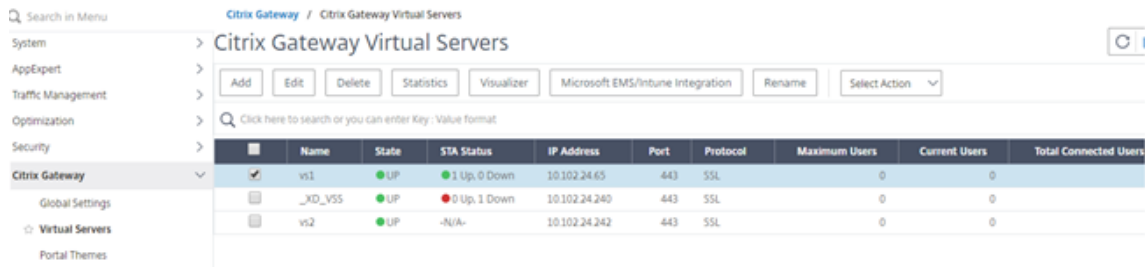 Search in Menu
System
AppExpert
Traffic Management
Optimization
Security
Citrix Gateway
Global Settings
Virtual Servers
Portal Themes
Citrix Gateway / Citrix Gateway Virtual Servers
Citrix Gateway Virtual Servers
Add Edit Delete Statistics Visualizer Microsoft EMS/Intune Integration Rename Select Action
Click here to search or you can enter Key : Value format
Name State STA Status IP Address Port Protocol Maximum Users Current Users Total Connected Users
vs1 UP 1 Up, 0 Down 10.102.24.65 443 SSL 0 0
_XD_VSS UP 0 Up, 1 Down 10.102.24.240 443 SSL 0 0
vs2 UP -N/A- 10.102.24.242 443 SSL 0 0